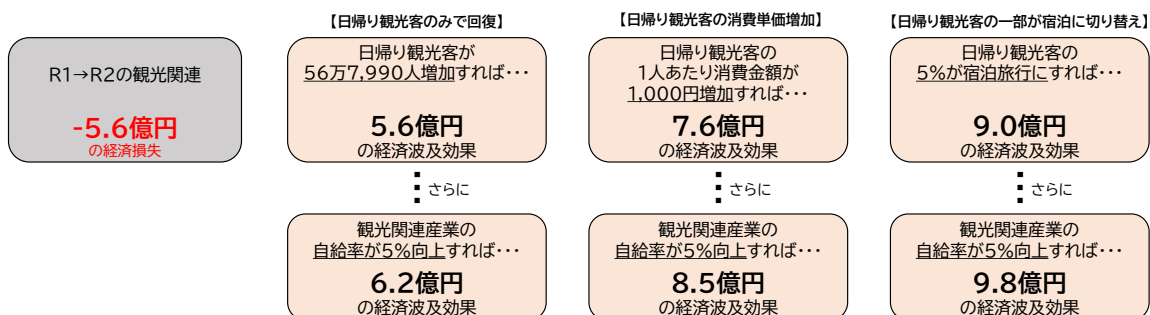 R1→R2の観光関連
-5.6億円
の経済損失
【日帰り観光客のみで回復】
日帰り観光客が
56万7,990人増加すれば・・・
5.6億円
の経済波及効果
さらに
観光関連産業の
自給率が5%向上すれば・・・
6.2億円
の経済波及効果
【日帰り観光客の消費単価増加】
日帰り観光客の
1人あたり消費金額が
1,000円増加すれば・・・
7.6億円
の経済波及効果
さらに
観光関連産業の
自給率が5%向上すれば・・・
8.5億円
の経済波及効果
【日帰り観光客の一部が宿泊に切り替え】
日帰り観光客の
5%が宿泊旅行にすれば・・・
9.0億円
の経済波及効果
さらに
観光関連産業の
自給率が5%向上すれば・・・
9.8億円
の経済波及効果